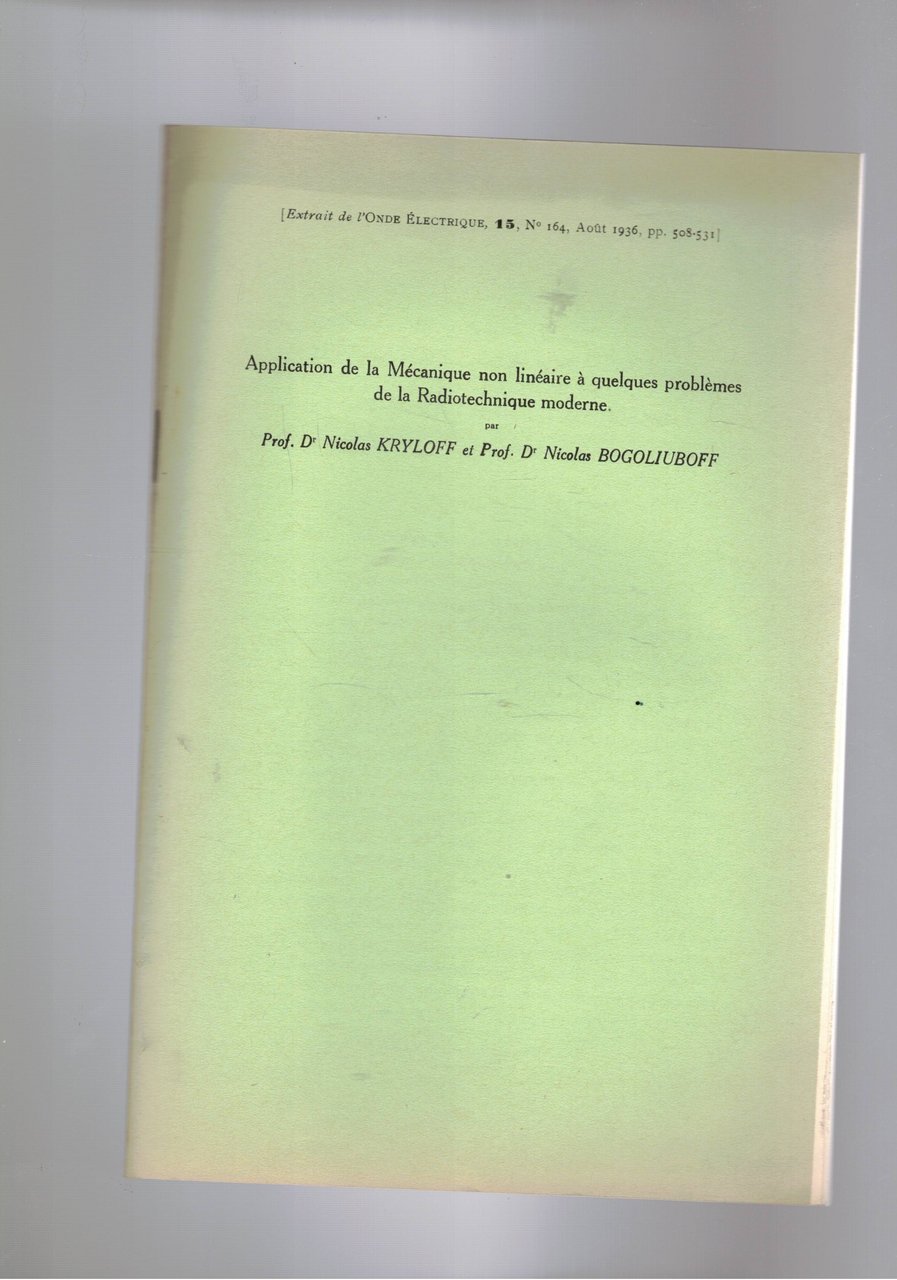 [Extrait de l'ONDE ÉLECTRIQUE, 15, Nº 164, Août 1936, pp. 508-531]
Application de la Mécanique non linéaire à quelques problèmes
de la Radiotechnique moderne.
par
Prof. Dr Nicolas KRYLOFF et Prof. Dr Nicolas BOGOLIUBOFF